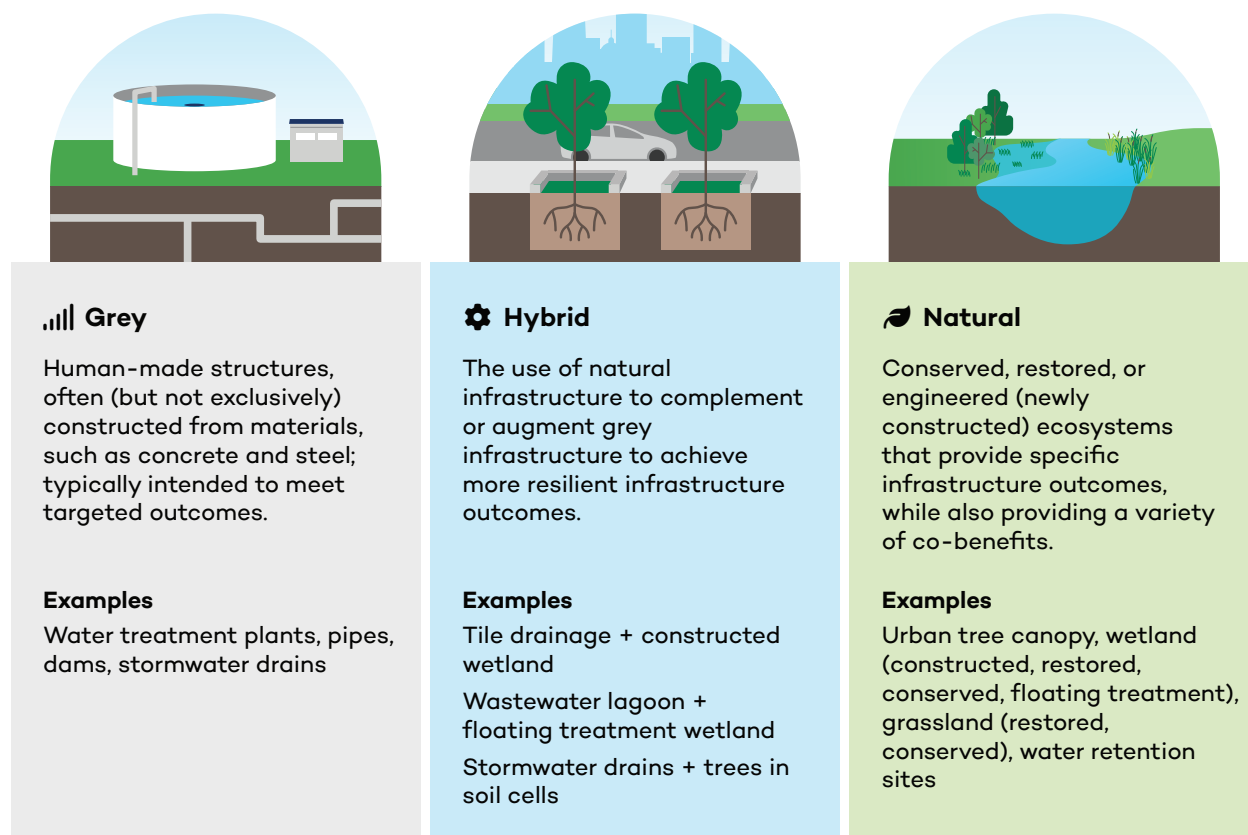 Grey
Human-made structures,
often (but not exclusively)
constructed from materials,
such as concrete and steel;
typically intended to meet
targeted outcomes.
Examples
Water treatment plants, pipes,
dams, stormwater drains
Hybrid
The use of natural
infrastructure to complement
or augment grey
infrastructure to achieve
more resilient infrastructure
outcomes.
Examples
Tile drainage + constructed
wetland
Wastewater lagoon +
floating treatment wetland
Stormwater drains + trees in
soil cells
Natural
Conserved, restored, or
engineered (newly
constructed) ecosystems
that provide specific
infrastructure outcomes,
while also providing a variety
of co-benefits.
Examples
Urban tree canopy, wetland
(constructed, restored,
conserved, floating treatment),
grassland (restored,
conserved), water retention
sites